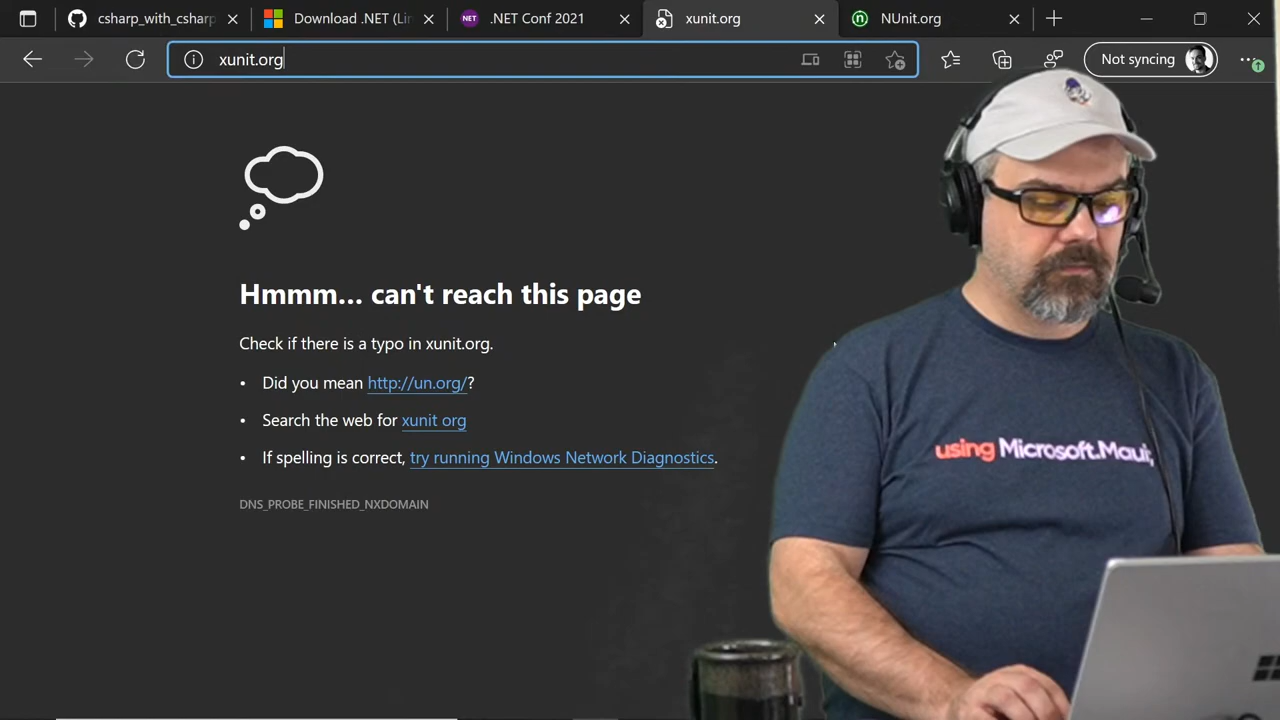 csharp_with_csharp
Download .NET (Lin
.NET
.NET Conf 2021
xunit.org
n
NUnit.org
xunit.org
Not syncing
Hmmm... can't reach this page
Check if there is a typo in xunit.org.
• Did you mean http://un.org/?
• Search the web for xunit org
• If spelling is correct, try running Windows Network Diagnostics.
DNS_PROBE_FINISHED_NXDOMAIN
using Microsoft.Maui;